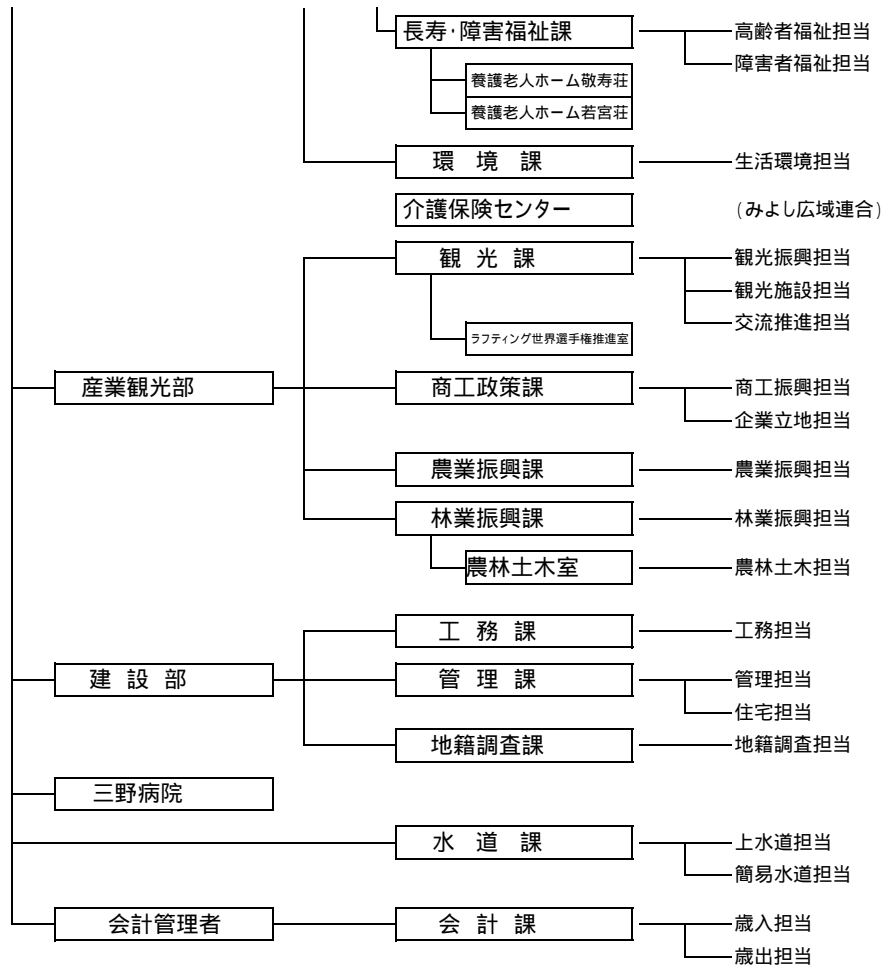 長寿・障害福祉課 高齢者福祉担当
障害者福祉担当
養護老人ホーム敬寿荘
養護老人ホーム若宮荘
環 境 課 生活環境担当
介護保険センター (みよし広域連合)
観 光 課 観光振興担当
観光施設担当
交流推進担当
ラフティング世界選手権推進室
産業観光部 商工政策課 商工振興担当
企業立地担当
農業振興課 農業振興担当
林業振興課 林業振興担当
農林土木室 農林土木担当
工 務 課 工務担当
建 設 部 管 理 課 管理担当
住宅担当
地籍調査課 地籍調査担当
三野病院
水 道 課 上水道担当
簡易水道担当
会計管理者 会 計 課 歳入担当
歳出担当